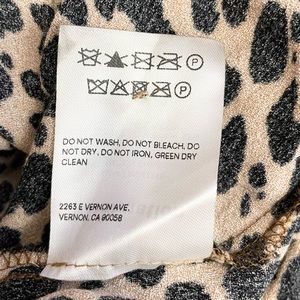 P
P
DO NOT WASH, DO NOT BLEACH, DO
NOT DRY, DO NOT IRON, GREEN DRY
CLEAN
2263 E VERNON AVE,
VERNON, CA 90058